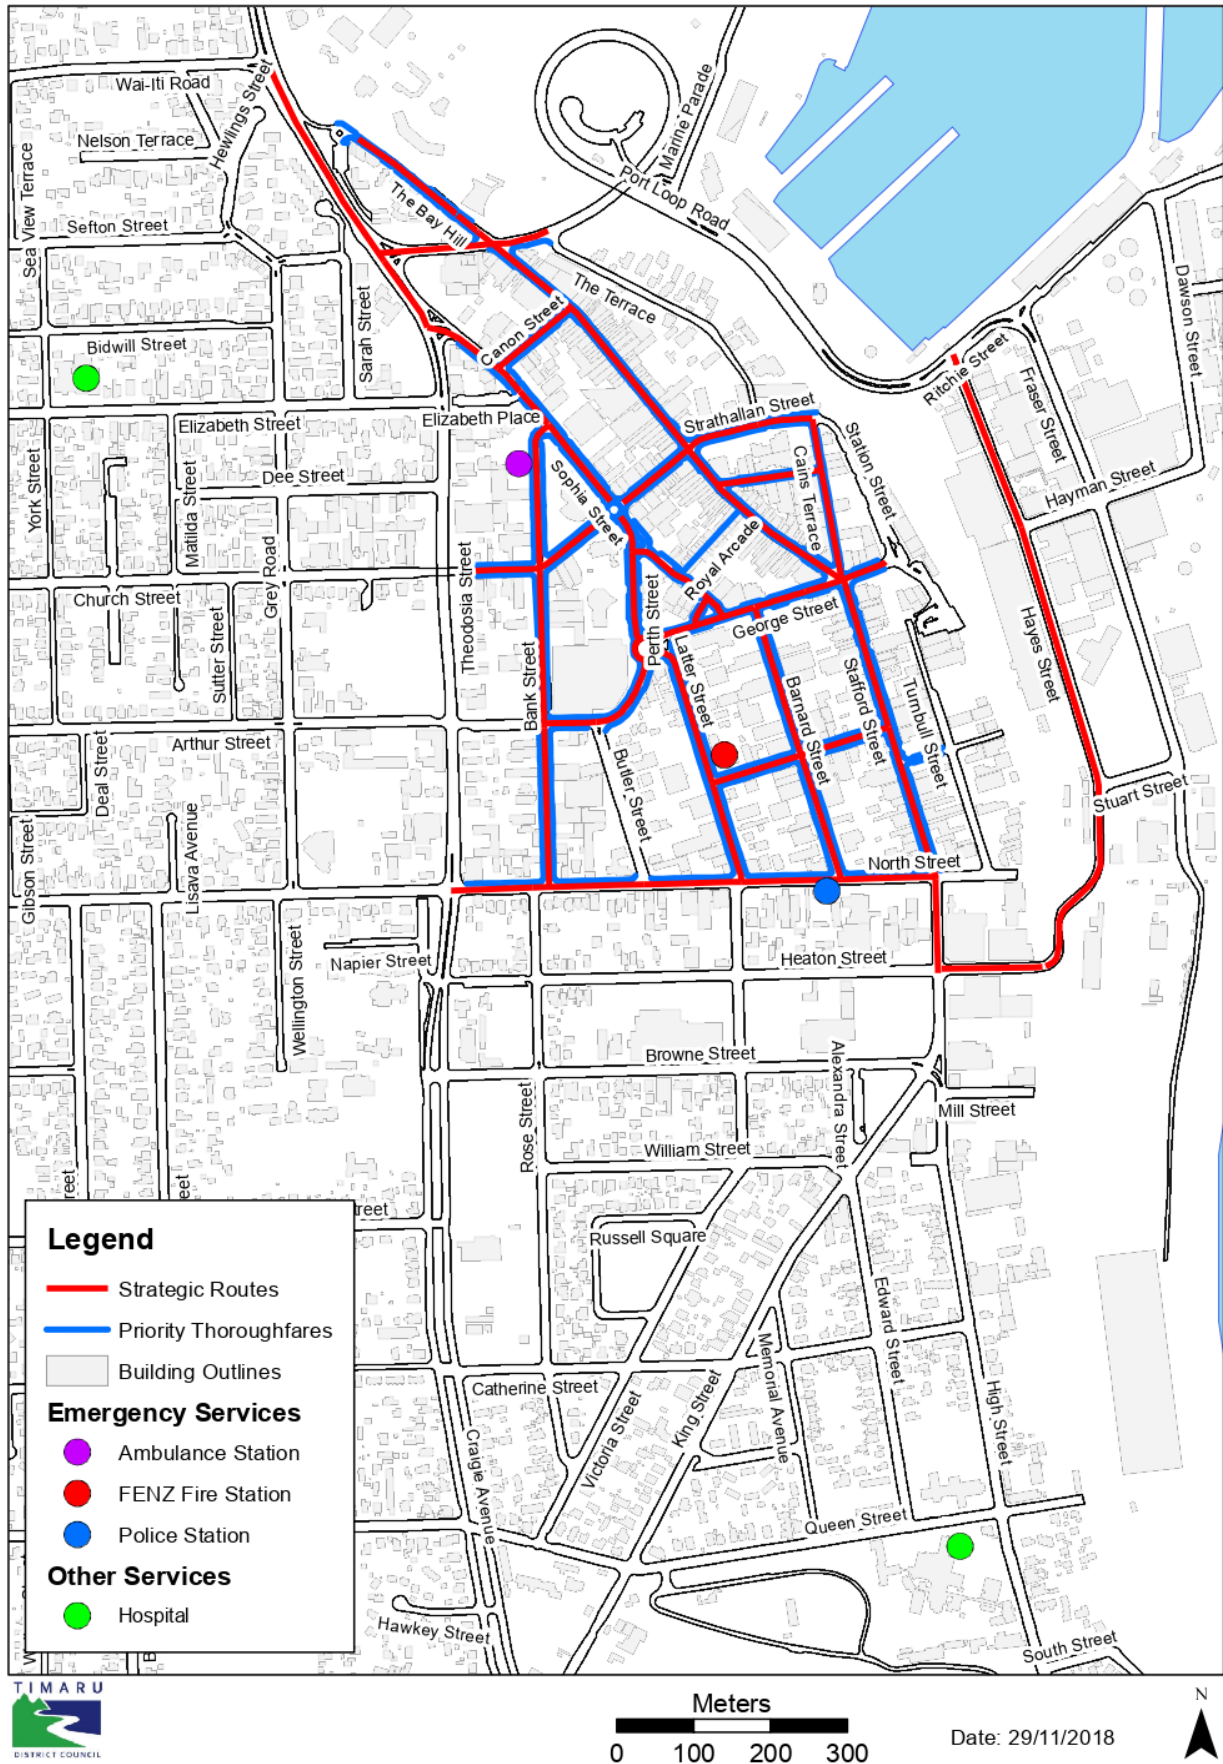 Wai-Iti Road
Hewlings Street
Nelson Terrace
Sea View Terrace
Sefton Street
Marine Parade
Port Loop Road
The Bay Hill
The Terrace
Dawson Street
Sarah Street
Canon Street
Bidwill Street
Ritchie Street
Fraser Street
Elizabeth Place
Elizabeth Street
Strathallan Street
Station Street
Cains Terrace
Hayman Street
York Street
Matilda Street
Dee Street
Sophia Street
Royal Arcade
Grey Road
Church Street
Sutter Street
Theodosia Street
Perth Street
George Street
Hayes Street
Bank Street
Latter Street
Barnard Street
Stafford Street
Turnbull Street
Arthur Street
Deal Street
Butler Street
Stuart Street
Gibson Street
Lisava Avenue
North Street
Wellington Street
Napier Street
Heaton Street
Browne Street
Alexandra Street
Rose Street
Mill Street
William Street
treet
eet
reet
Russell Square
Edward Street
Memorial Avenue
High Street
Catherine Street
Victoria Street
King Street
Craigie Avenue
Queen Street
Hawkey Street
South Street
Legend
Strategic Routes
Priority Thoroughfares
Building Outlines
Emergency Services
Ambulance Station
FENZ Fire Station
Police Station
Other Services
Hospital
W
B
TIMARU
DISTRICT COUNCIL
Meters
0 100 200 300
Date: 29/11/2018
N